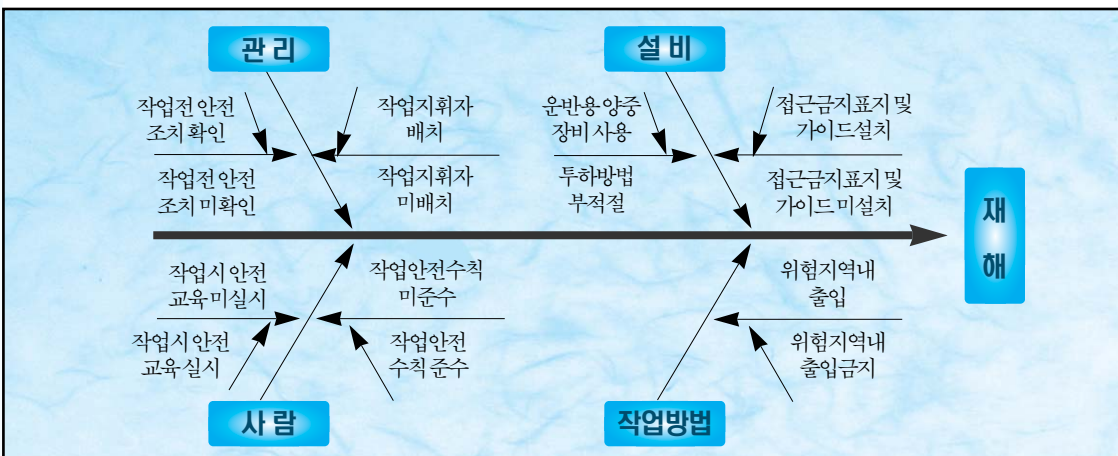 관 리
설 비
작업전 안전
조치 확인
작업지휘자
배치
운반용 양중
장비 사용
접근금지표지 및
가이드설치
작업전 안전
조치 미확인
작업지휘자
미배치
투하방법
부적절
접근금지표지 및
가이드 미설치
재
해
작업시 안전
교육 미실시
작업안전수칙
미준수
위험지역내
출입
작업시 안전
교육 실시
작업안전
수칙 준수
위험지역내
출입금지
사 람
작업방법